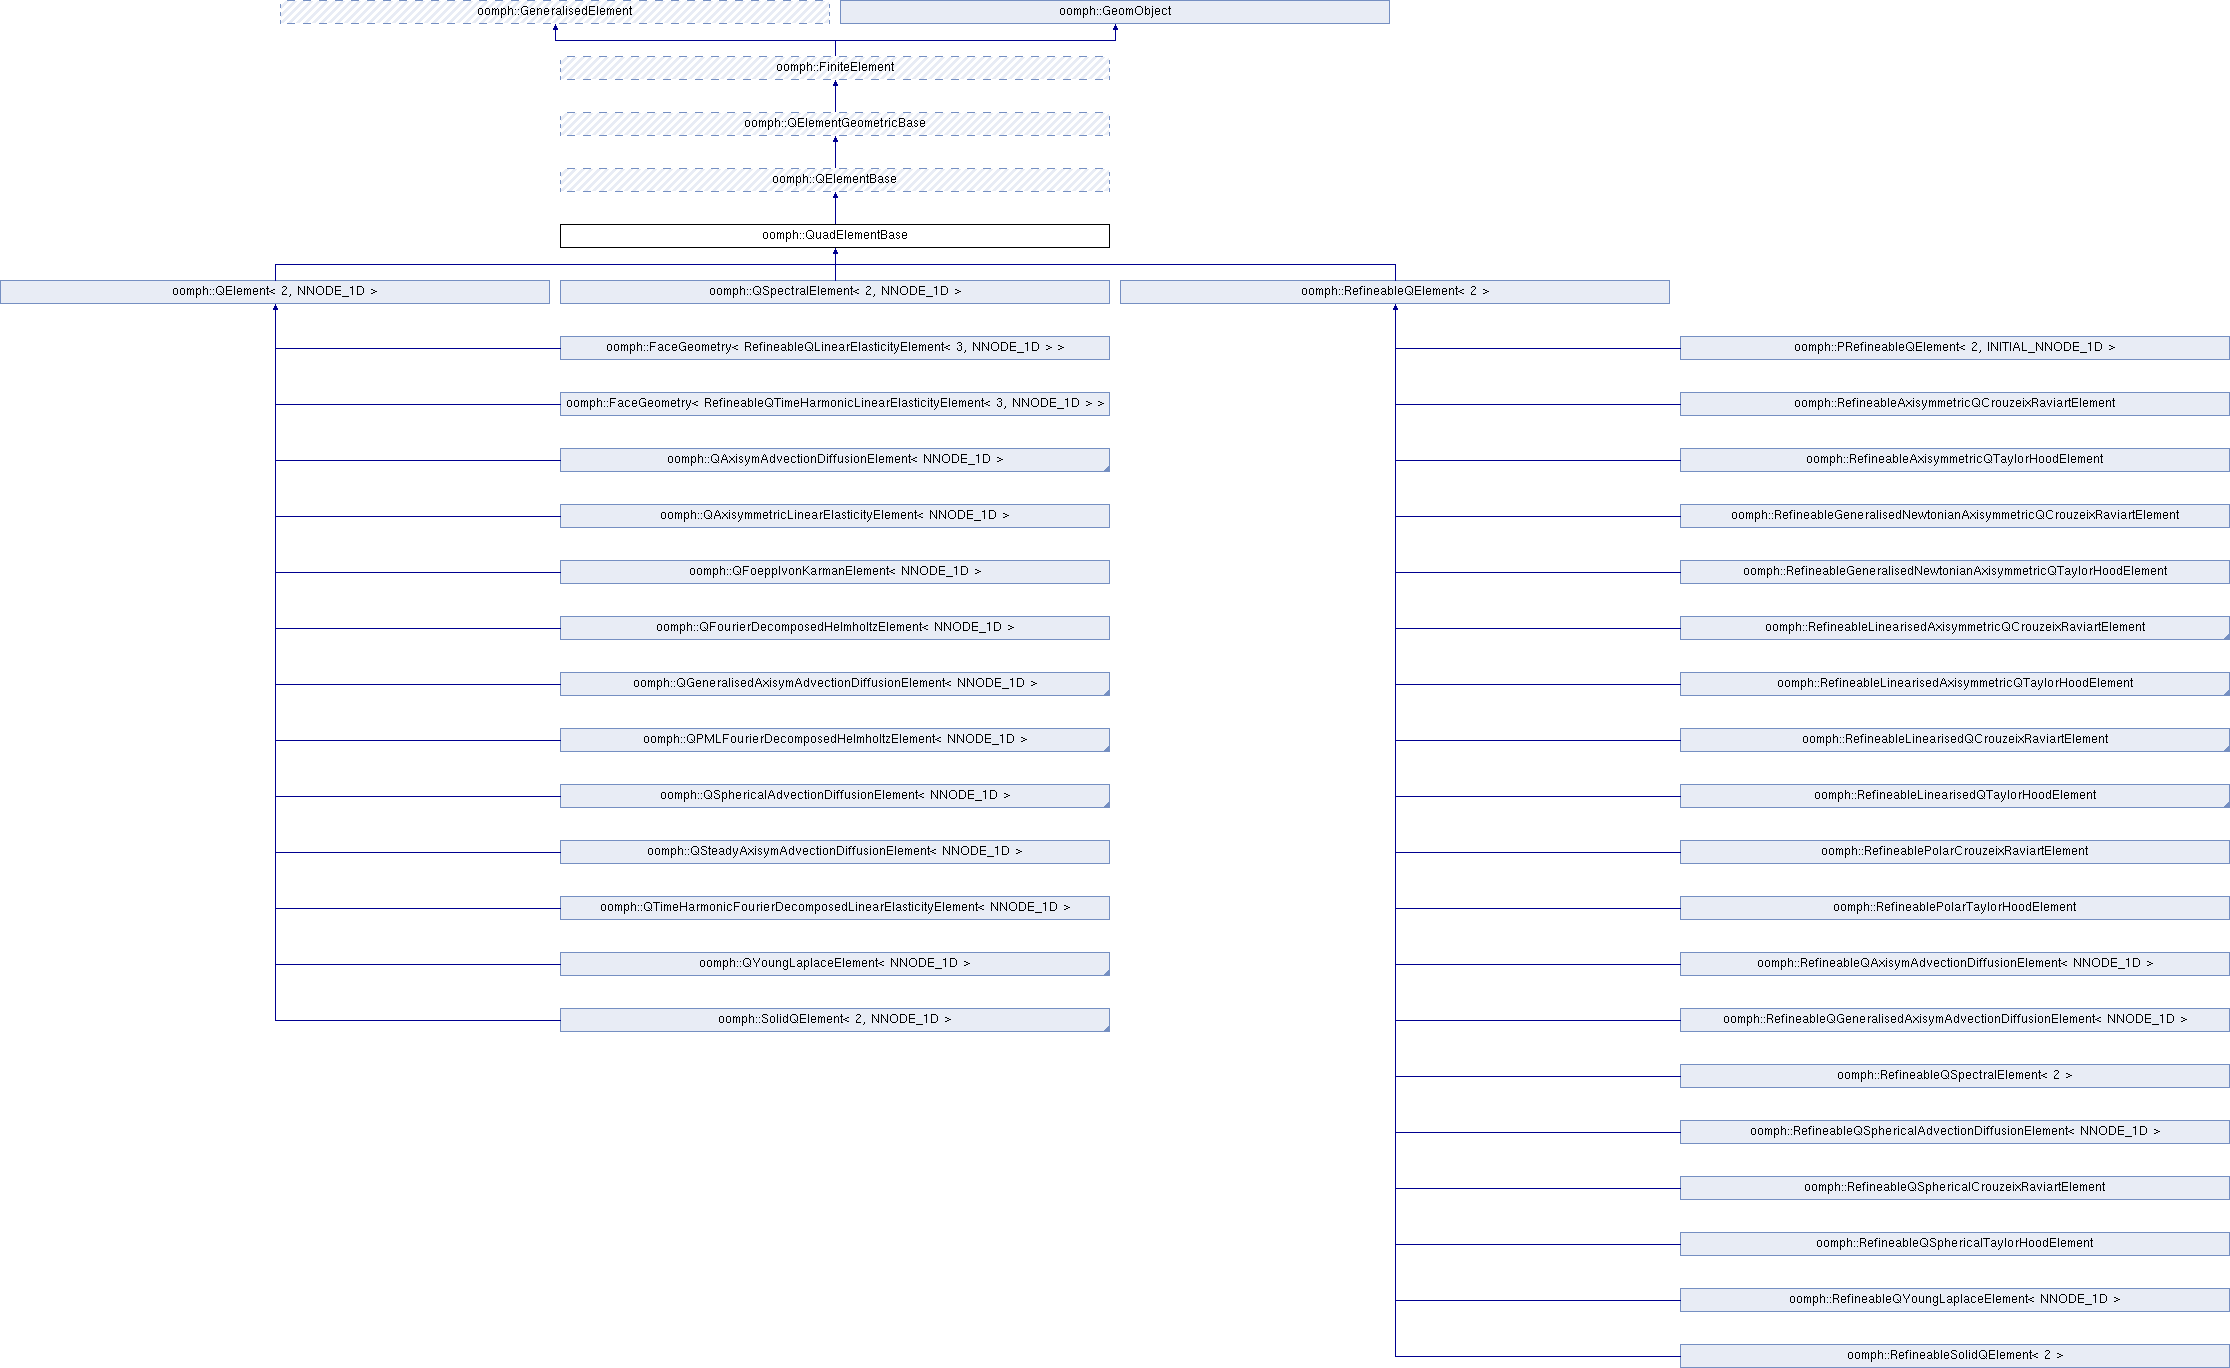 oomph::GeneralisedElement
oomph::GeomObject
oomph::FiniteElement
oomph::QElementGeometricBase
oomph::QElementBase
oomph::QuadElementBase
oomph::QElement< 2, NNODE_1D >
oomph::QSpectralElement< 2, NNODE_1D >
oomph::RefineableQElement< 2 >
oomph::FaceGeometry< RefineableQLinearElasticityElement< 3, NNODE_1D > >
oomph::PRefineableQElement< 2, INITIAL_NNODE_1D >
oomph::FaceGeometry< RefineableQTimeHarmonicLinearElasticityElement< 3, NNODE_1D > >
oomph::RefineableAxisymmetricQCrouzeixRaviartElement
oomph::QAxisymAdvectionDiffusionElement< NNODE_1D >
oomph::RefineableAxisymmetricQTaylorHoodElement
oomph::QAxisymmetricLinearElasticityElement< NNODE_1D >
oomph::RefineableGeneralisedNewtonianAxisymmetricQCrouzeixRaviartElement
oomph::QFoepplvonKarmanElement< NNODE_1D >
oomph::RefineableGeneralisedNewtonianAxisymmetricQTaylorHoodElement
oomph::QFourierDecomposedHelmholtzElement< NNODE_1D >
oomph::RefineableLinearisedAxisymmetricQCrouzeixRaviartElement
oomph::QGeneralisedAxisymAdvectionDiffusionElement< NNODE_1D >
oomph::RefineableLinearisedAxisymmetricQTaylorHoodElement
oomph::QPMLFourierDecomposedHelmholtzElement< NNODE_1D >
oomph::RefineableLinearisedQCrouzeixRaviartElement
oomph::QSphericalAdvectionDiffusionElement< NNODE_1D >
oomph::RefineableLinearisedQTaylorHoodElement
oomph::QSteadyAxisymAdvectionDiffusionElement< NNODE_1D >
oomph::RefineablePolarCrouzeixRaviartElement
oomph::QTimeHarmonicFourierDecomposedLinearElasticityElement< NNODE_1D >
oomph::RefineablePolarTaylorHoodElement
oomph::QYoungLaplaceElement< NNODE_1D >
oomph::RefineableQAxisymAdvectionDiffusionElement< NNODE_1D >
oomph::SolidQElement< 2, NNODE_1D >
oomph::RefineableQGeneralisedAxisymAdvectionDiffusionElement< NNODE_1D >
oomph::RefineableQSpectralElement< 2 >
oomph::RefineableQSphericalAdvectionDiffusionElement< NNODE_1D >
oomph::RefineableQSphericalCrouzeixRaviartElement
oomph::RefineableQSphericalTaylorHoodElement
oomph::RefineableQYoungLaplaceElement< NNODE_1D >
oomph::RefineableSolidQElement< 2 >